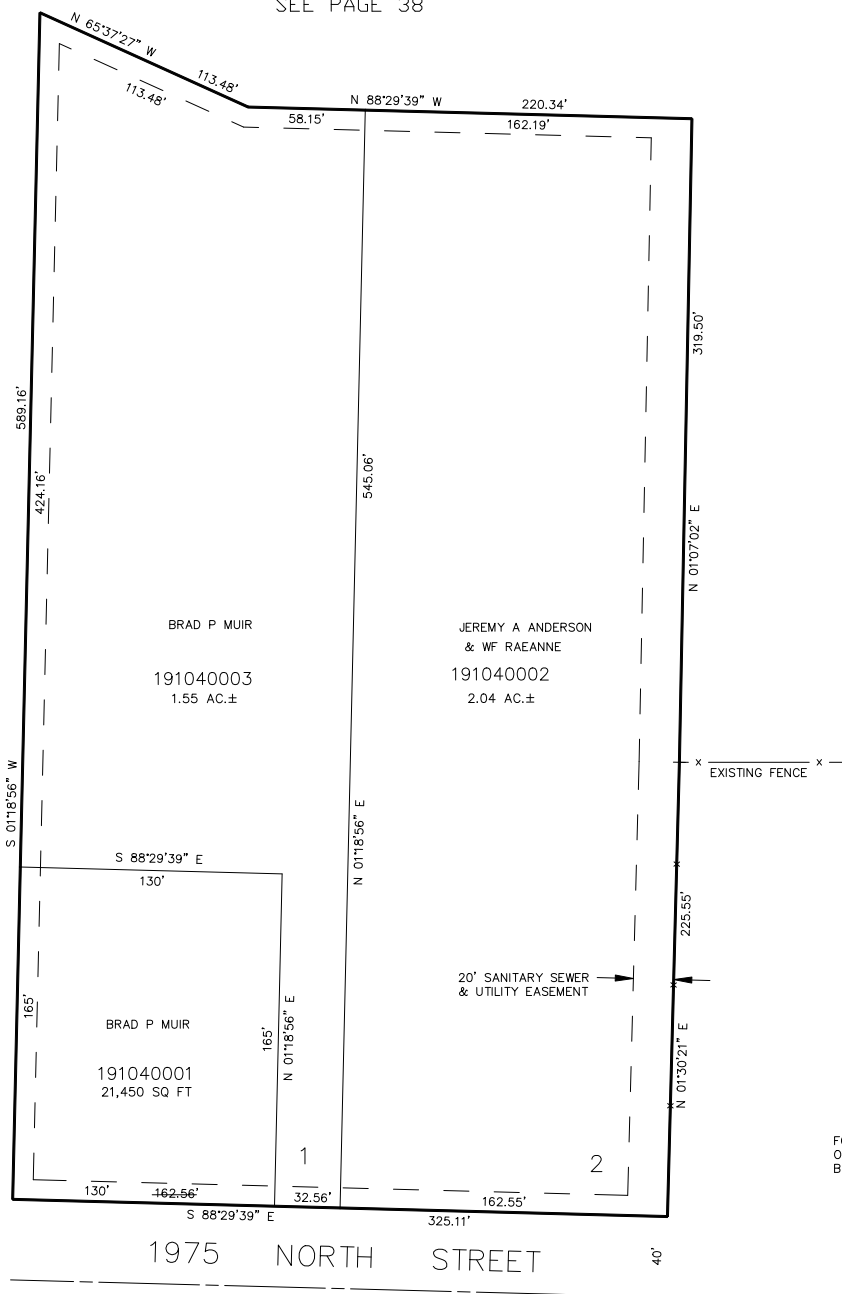 SEE PAGE 38
N 65°37'27" W
113.48'
113.48'
N 88°29'39" W
220.34'
58.15'
162.19'
319.50'
589.16'
424.16'
545.06'
N 01°07'02" E
BRAD P MUIR
191040003
1.55 AC.±
JEREMY A ANDERSON
& WF RAEANNE
191040002
2.04 AC.±
x
x
EXISTING FENCE
S 01°18'56" W
N 01°18'56" E
S 88°29'39" E
130'
225.55'
20' SANITARY SEWER
& UTILITY EASEMENT
165'
BRAD P MUIR
191040001
21,450 SQ FT
165'
N 01°18'56" E
N 01°30'21" E
1
2
130'
162.56'
32.56'
162.55'
S 88°29'39" E
325.11'
1975 NORTH STREET
40'